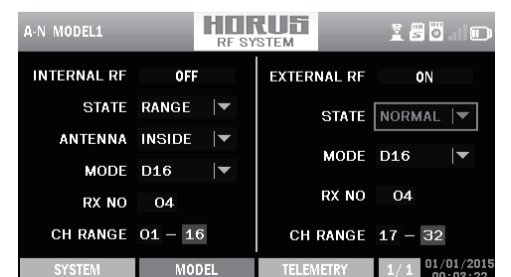 A-N MODEL1
HORUS
RF SYSTEM
INTERNAL RF OFF
STATE RANGE
ANTENNA INSIDE
MODE D16
RX NO 04
CH RANGE 01 – 16
EXTERNAL RF ON
STATE NORMAL
MODE D16
RX NO 04
CH RANGE 17 – 32
SYSTEM MODEL TELEMETRY 1/1 01/01/2015
00:03:22